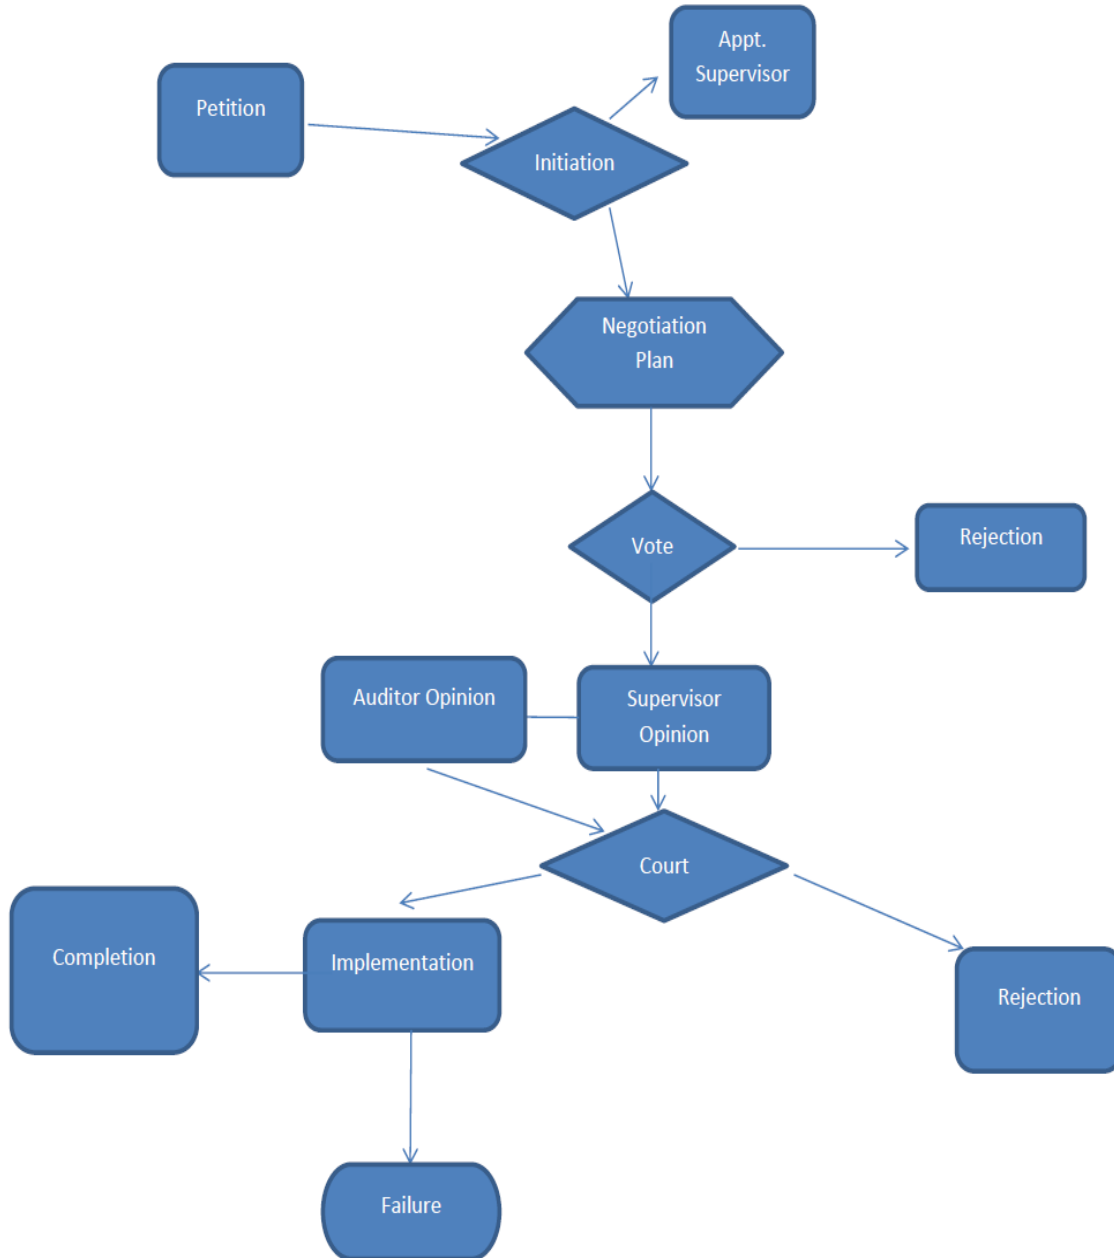 Appt.
Supervisor
Petition
Initiation
Negotiation
Plan
Vote
Rejection
Auditor Opinion
Supervisor
Opinion
Court
Completion
Implementation
Rejection
Failure